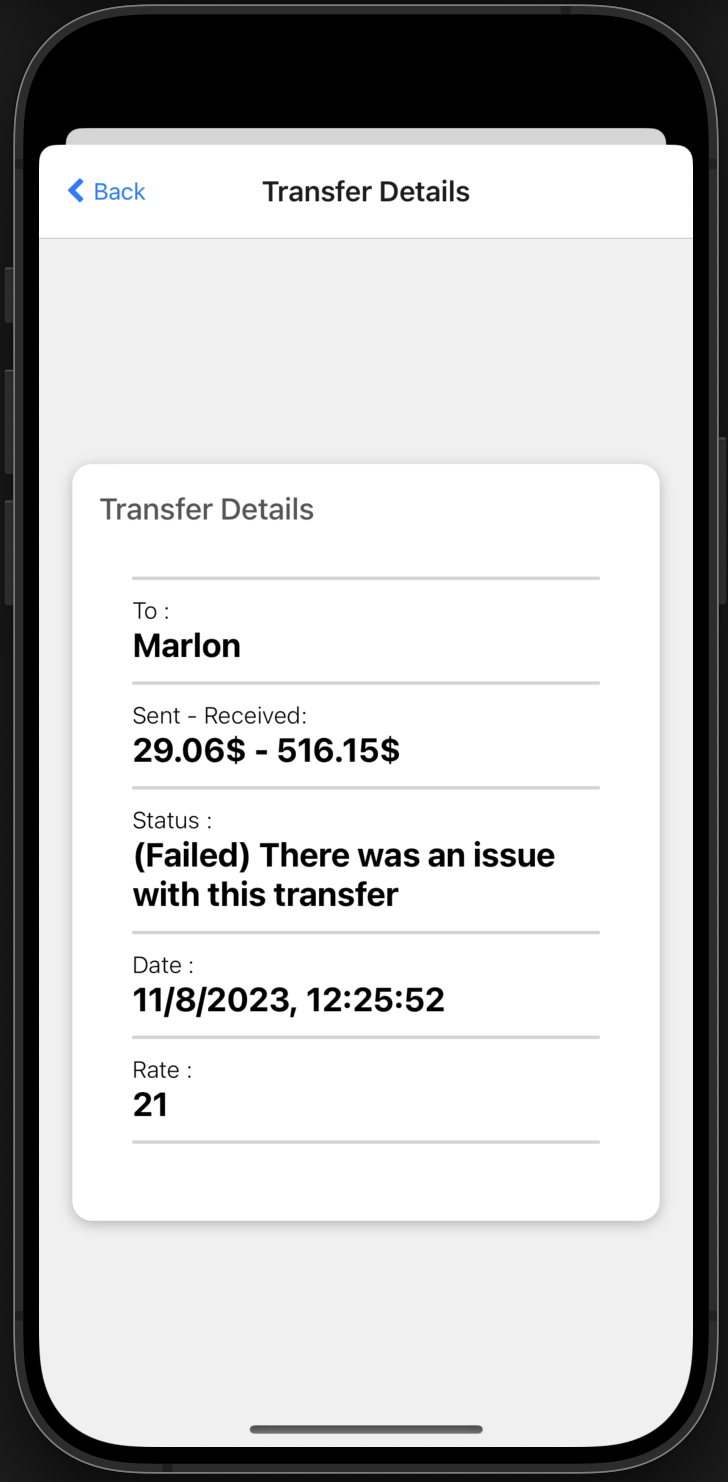 Back
Transfer Details
Transfer Details
To :
Marlon
Sent - Received:
29.06$ - 516.15$
Status :
(Failed) There was an issue
with this transfer
Date :
11/8/2023, 12:25:52
Rate :
21